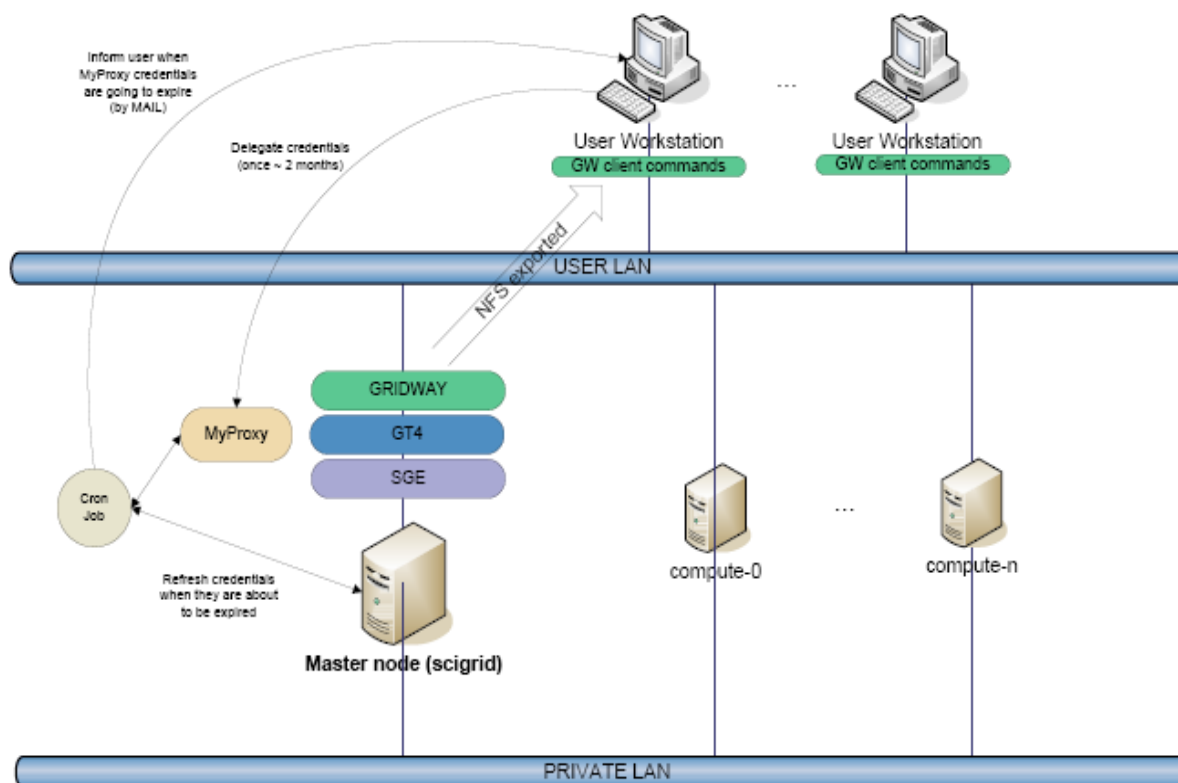 Inform user when
MyProxy credentials
are going to expire
(by MAIL)
Delegate credentials
(once ~ 2 months)
...
User Workstation
GW client commands
User Workstation
GW client commands
NFS exported
USER LAN
GRIDWAY
GT4
SGE
MyProxy
Cron
Job
Refresh credentials
when they are about
to be expired
Master node (scigrid)
compute-0
...
compute-n
PRIVATE LAN